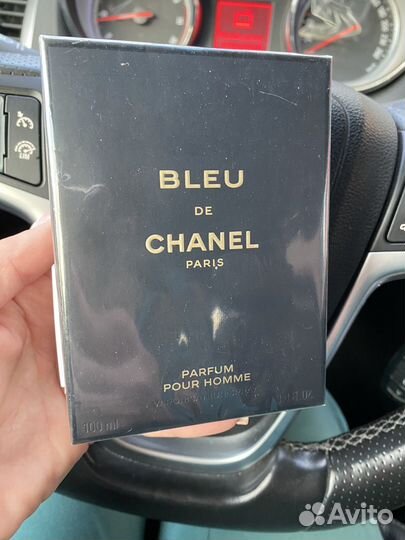 BLEU
DE
CHANEL
PARIS
PARFUM
POUR HOMME
100 ml
Avito